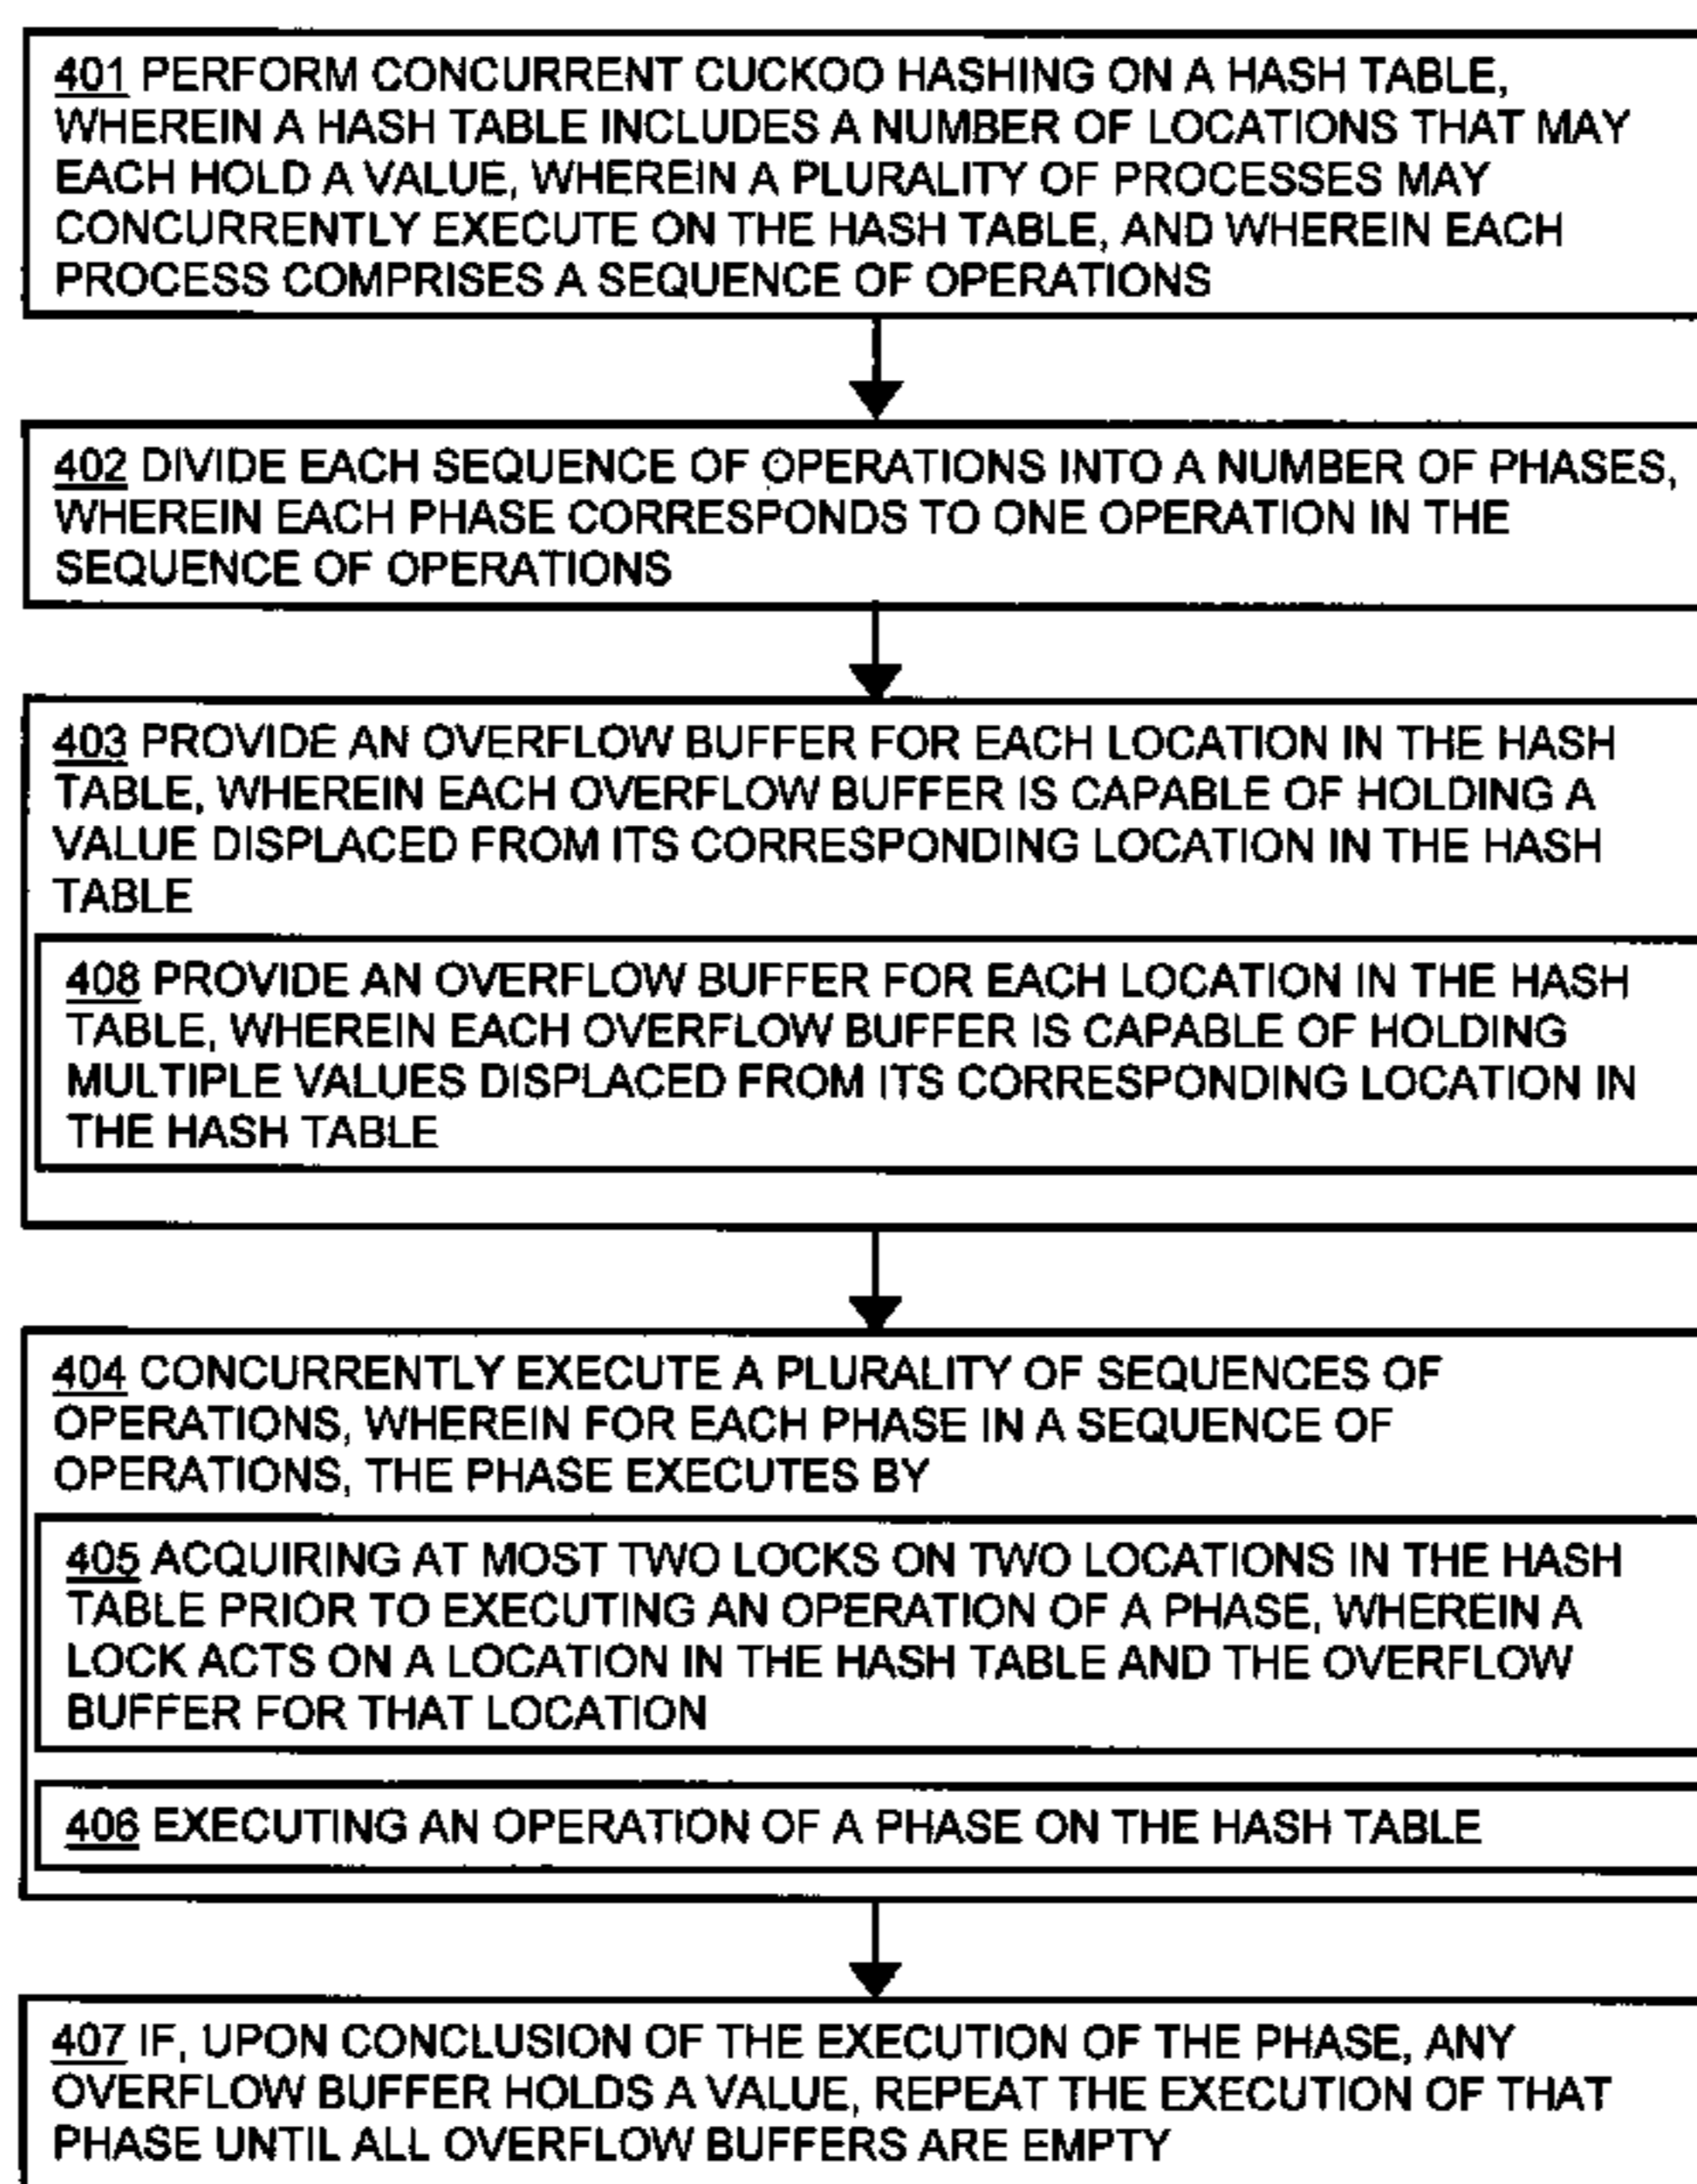 401 PERFORM CONCURRENT CUCKOO HASHING ON A HASH TABLE,
WHEREIN A HASH TABLE INCLUDES A NUMBER OF LOCATIONS THAT MAY
EACH HOLD A VALUE, WHEREIN A PLURALITY OF PROCESSES MAY
CONCURRENTLY EXECUTE ON THE HASH TABLE, AND WHEREIN EACH
PROCESS COMPRISES A SEQUENCE OF OPERATIONS
402 DIVIDE EACH SEQUENCE OF OPERATIONS INTO A NUMBER OF PHASES,
WHEREIN EACH PHASE CORRESPONDS TO ONE OPERATION IN THE
SEQUENCE OF OPERATIONS
403 PROVIDE AN OVERFLOW BUFFER FOR EACH LOCATION IN THE HASH
TABLE, WHEREIN EACH OVERFLOW BUFFER IS CAPABLE OF HOLDING A
VALUE DISPLACED FROM ITS CORRESPONDING LOCATION IN THE HASH
TABLE
408 PROVIDE AN OVERFLOW BUFFER FOR EACH LOCATION IN THE HASH
TABLE, WHEREIN EACH OVERFLOW BUFFER IS CAPABLE OF HOLDING
MULTIPLE VALUES DISPLACED FROM ITS CORRESPONDING LOCATION IN
THE HASH TABLE
404 CONCURRENTLY EXECUTE A PLURALITY OF SEQUENCES OF
OPERATIONS, WHEREIN FOR EACH PHASE IN A SEQUENCE OF
OPERATIONS, THE PHASE EXECUTES BY
405 ACQUIRING AT MOST TWO LOCKS ON TWO LOCATIONS IN THE HASH
TABLE PRIOR TO EXECUTING AN OPERATION OF A PHASE, WHEREIN A
LOCK ACTS ON A LOCATION IN THE HASH TABLE AND THE OVERFLOW
BUFFER FOR THAT LOCATION
406 EXECUTING AN OPERATION OF A PHASE ON THE HASH TABLE
407 IF, UPON CONCLUSION OF THE EXECUTION OF THE PHASE, ANY
OVERFLOW BUFFER HOLDS A VALUE, REPEAT THE EXECUTION OF THAT
PHASE UNTIL ALL OVERFLOW BUFFERS ARE EMPTY